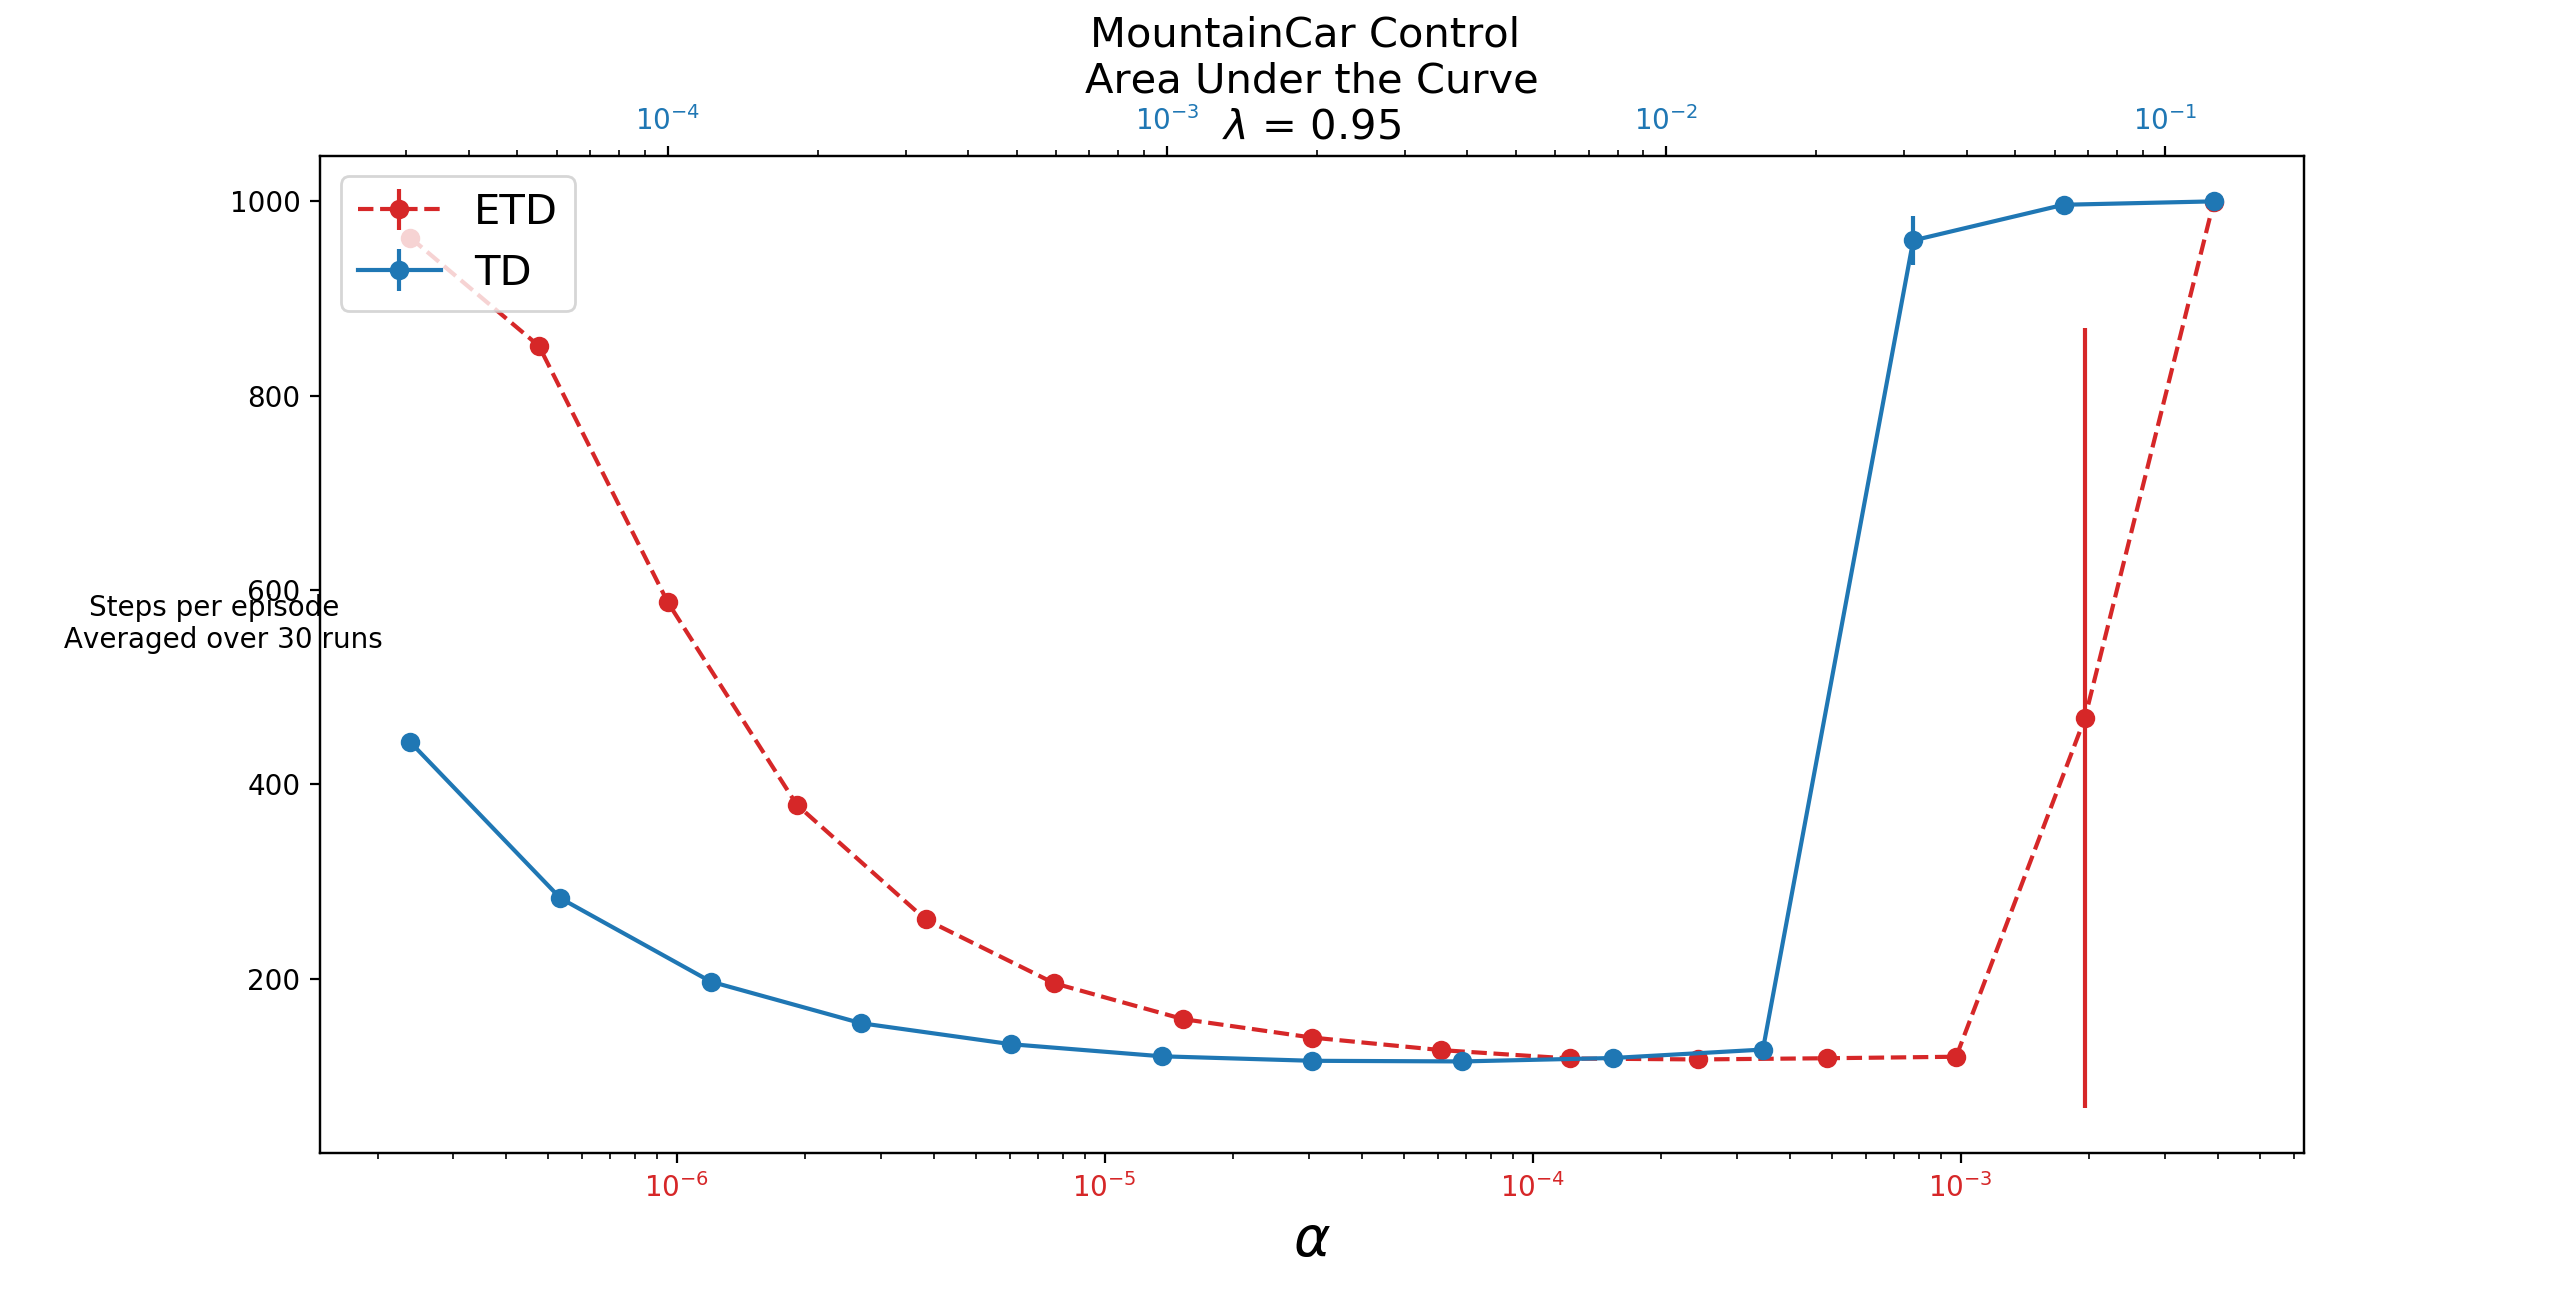 MountainCar Control
Area Under the Curve
λ = 0.95
10⁻⁴ 10⁻³ 10⁻² 10⁻¹
ETD
TD
1000
800
600
400
200
Steps per episode
Averaged over 30 runs
10⁻⁶ 10⁻⁵ 10⁻⁴ 10⁻³
α